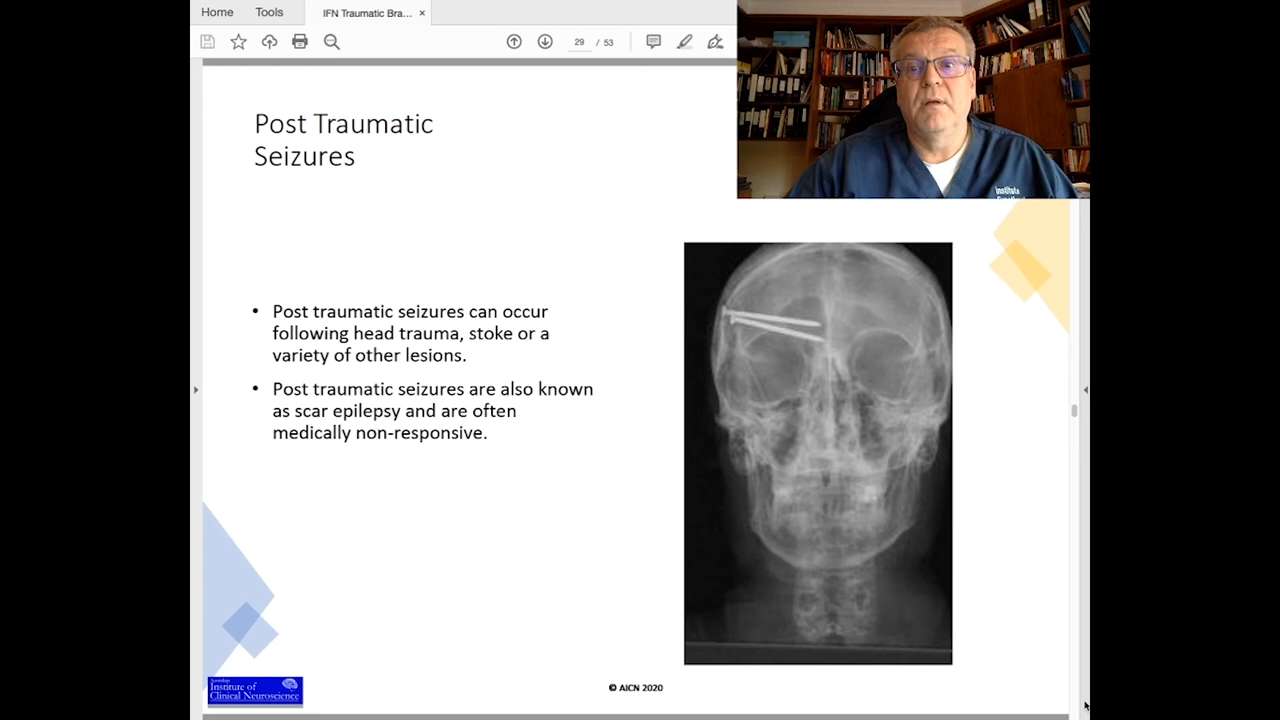 Home Tools IFN Traumatic Bra... ×
29 / 53
Post Traumatic
Seizures
• Post traumatic seizures can occur
following head trauma, stoke or a
variety of other lesions.
• Post traumatic seizures are also known
as scar epilepsy and are often
medically non-responsive.
Institute
Institute of
Clinical Neuroscience
© AICN 2020